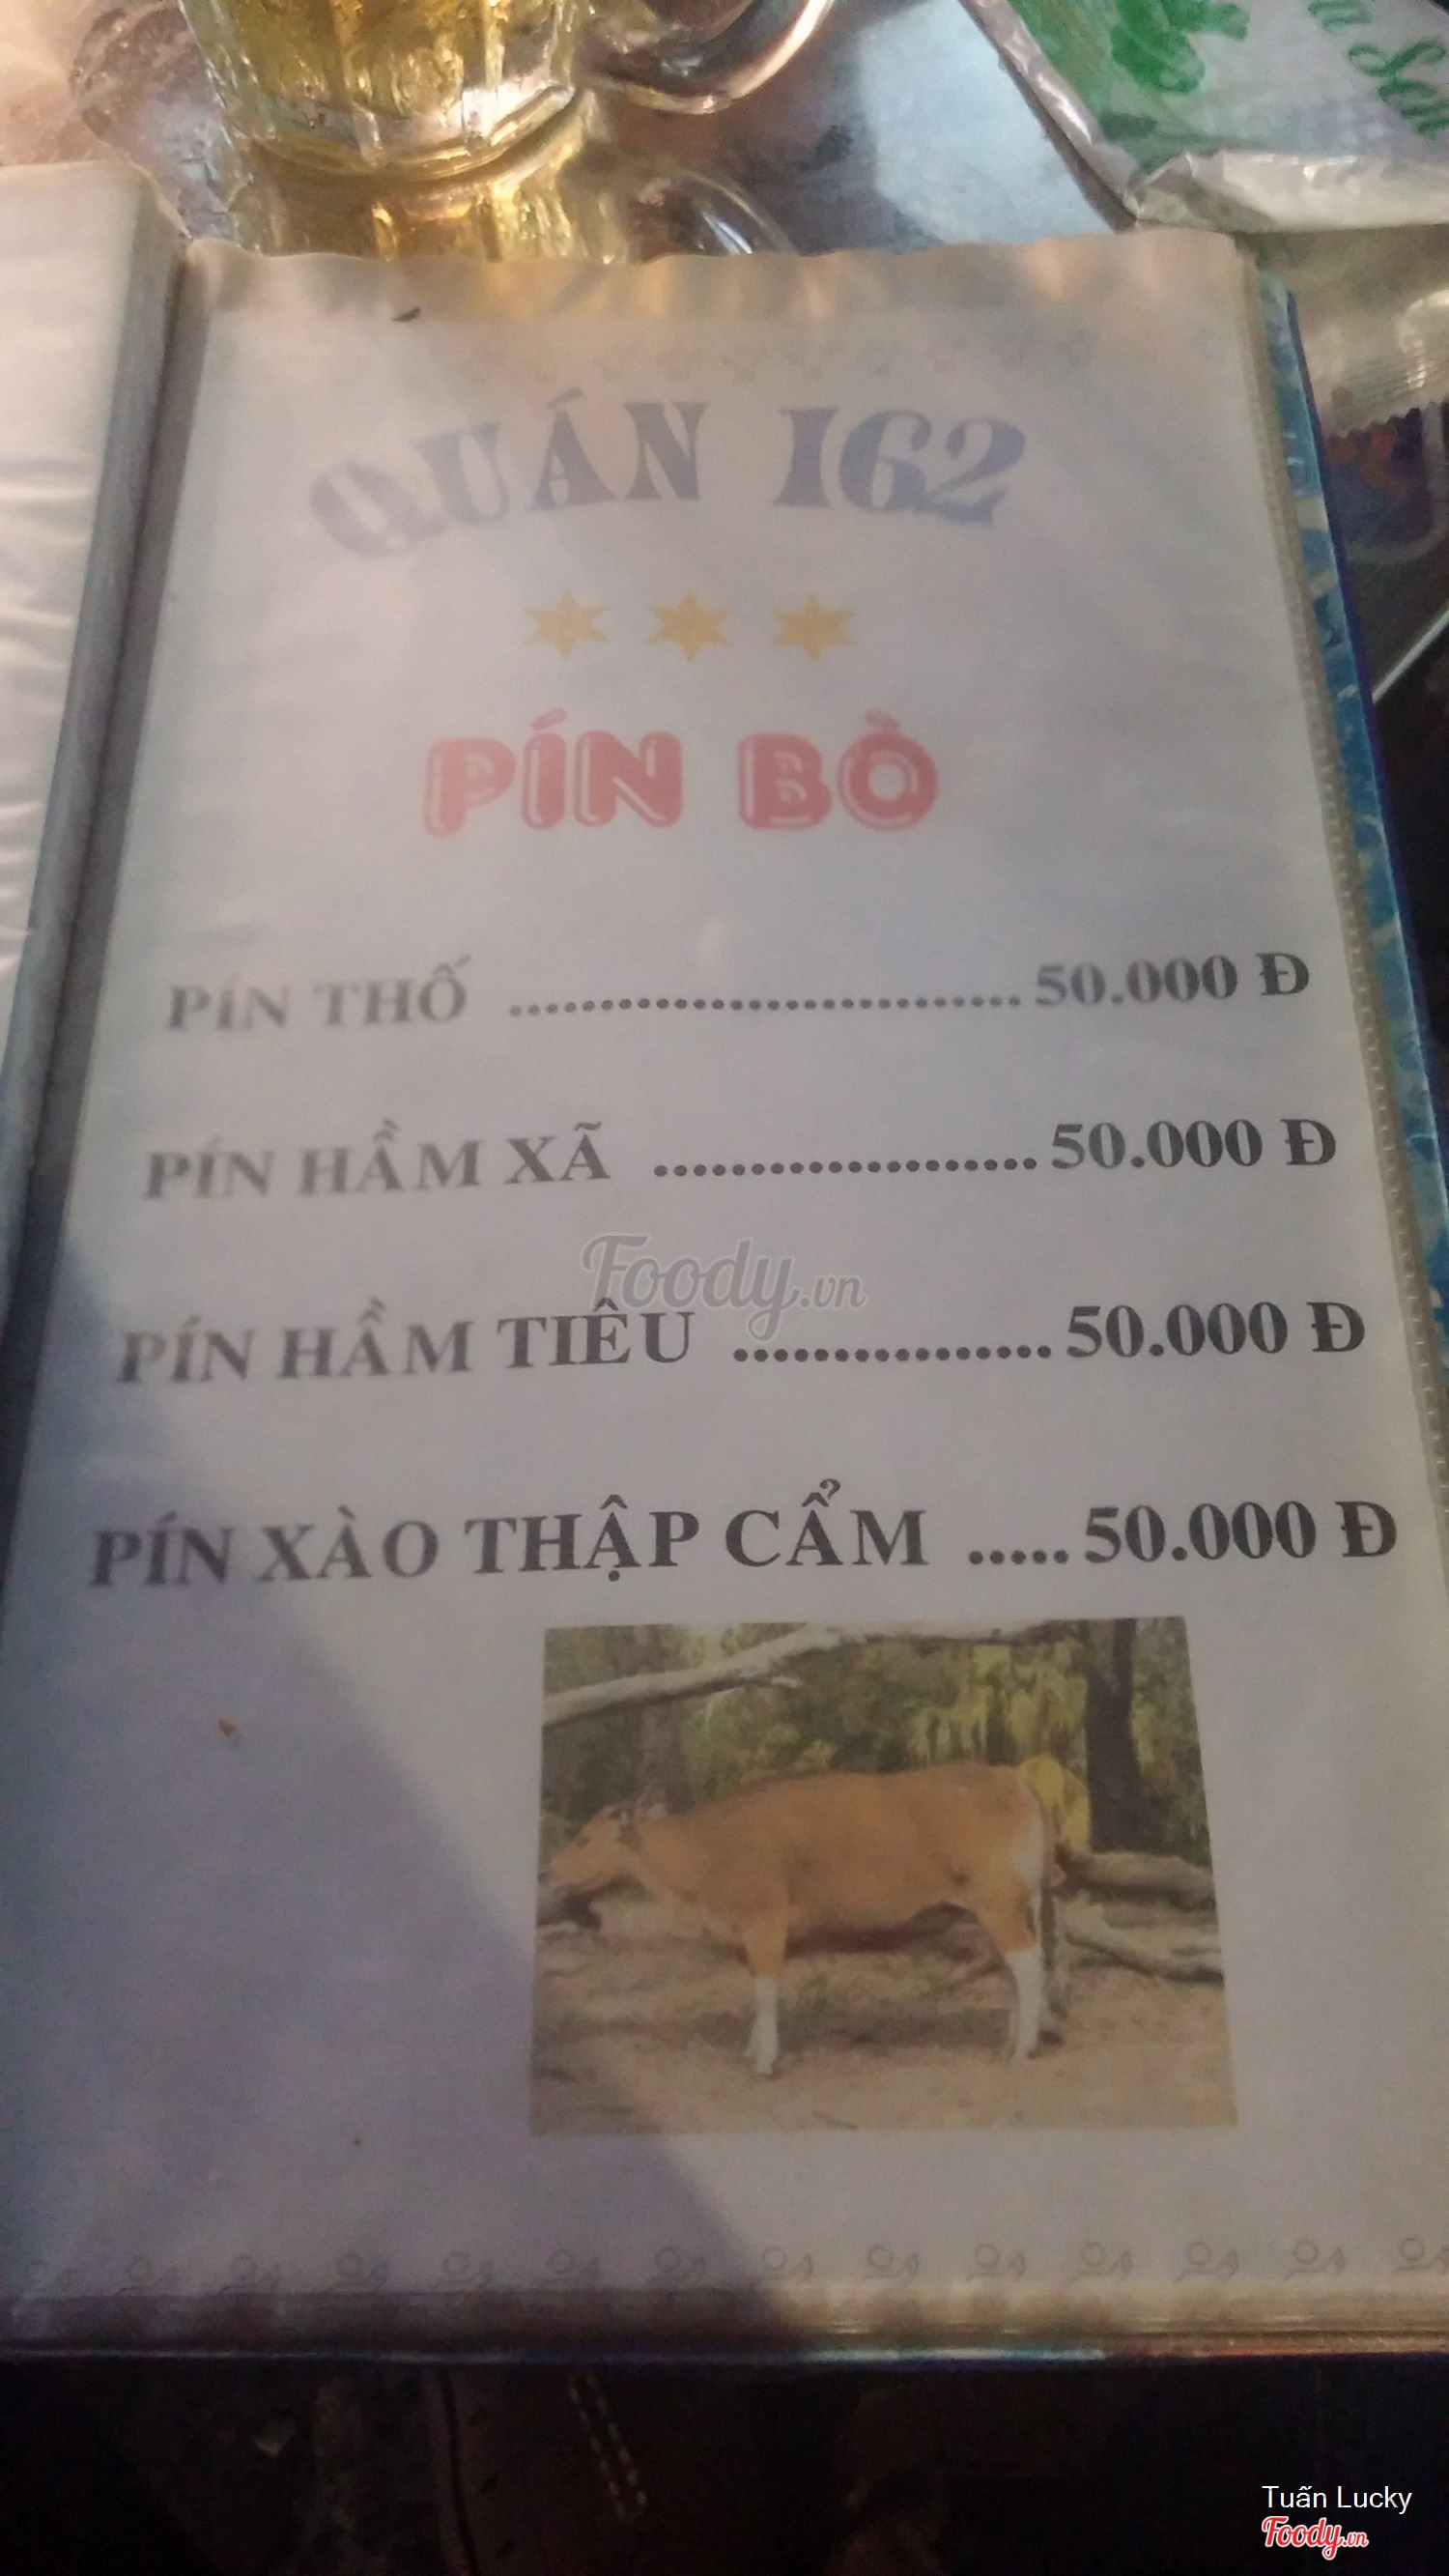 QUÁN 162
PÍN BÒ
PÍN THỐ ............................. 50.000 Đ
PÍN HẦM XÃ .................... 50.000 Đ
Foody.vn
PÍN HẦM TIÊU ................ 50.000 Đ
PÍN XÀO THẬP CẨM ..... 50.000 Đ
Tuấn Lucky
Foody.vn